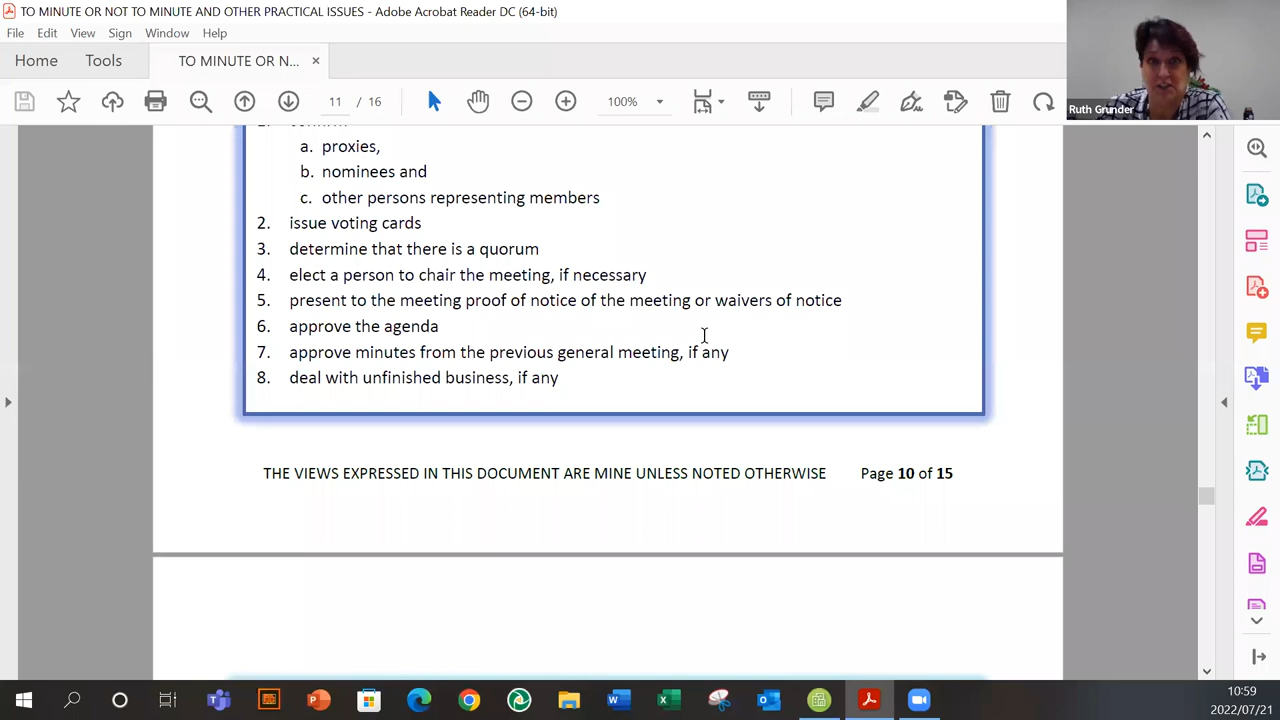 TO MINUTE OR NOT TO MINUTE AND OTHER PRACTICAL ISSUES - Adobe Acrobat Reader DC (64-bit)
File Edit View Sign Window Help
Home Tools TO MINUTE OR N... ×
11 / 16 100%
Ruth Grunder
a. proxies,
b. nominees and
c. other persons representing members
2. issue voting cards
3. determine that there is a quorum
4. elect a person to chair the meeting, if necessary
5. present to the meeting proof of notice of the meeting or waivers of notice
6. approve the agenda
7. approve minutes from the previous general meeting, if any
8. deal with unfinished business, if any
THE VIEWS EXPRESSED IN THIS DOCUMENT ARE MINE UNLESS NOTED OTHERWISE Page 10 of 15
10:59
2022/07/21